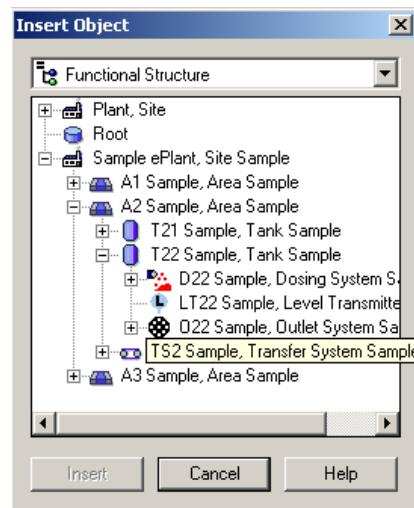 Insert Object
Functional Structure
Plant, Site
Root
Sample ePlant, Site Sample
A1 Sample, Area Sample
A2 Sample, Area Sample
T21 Sample, Tank Sample
T22 Sample, Tank Sample
D22 Sample, Dosing System S
LT22 Sample, Level Transmitte
O22 Sample, Outlet System Sa
TS2 Sample, Transfer System Sample
A3 Sample, Area Sample
Insert Cancel Help